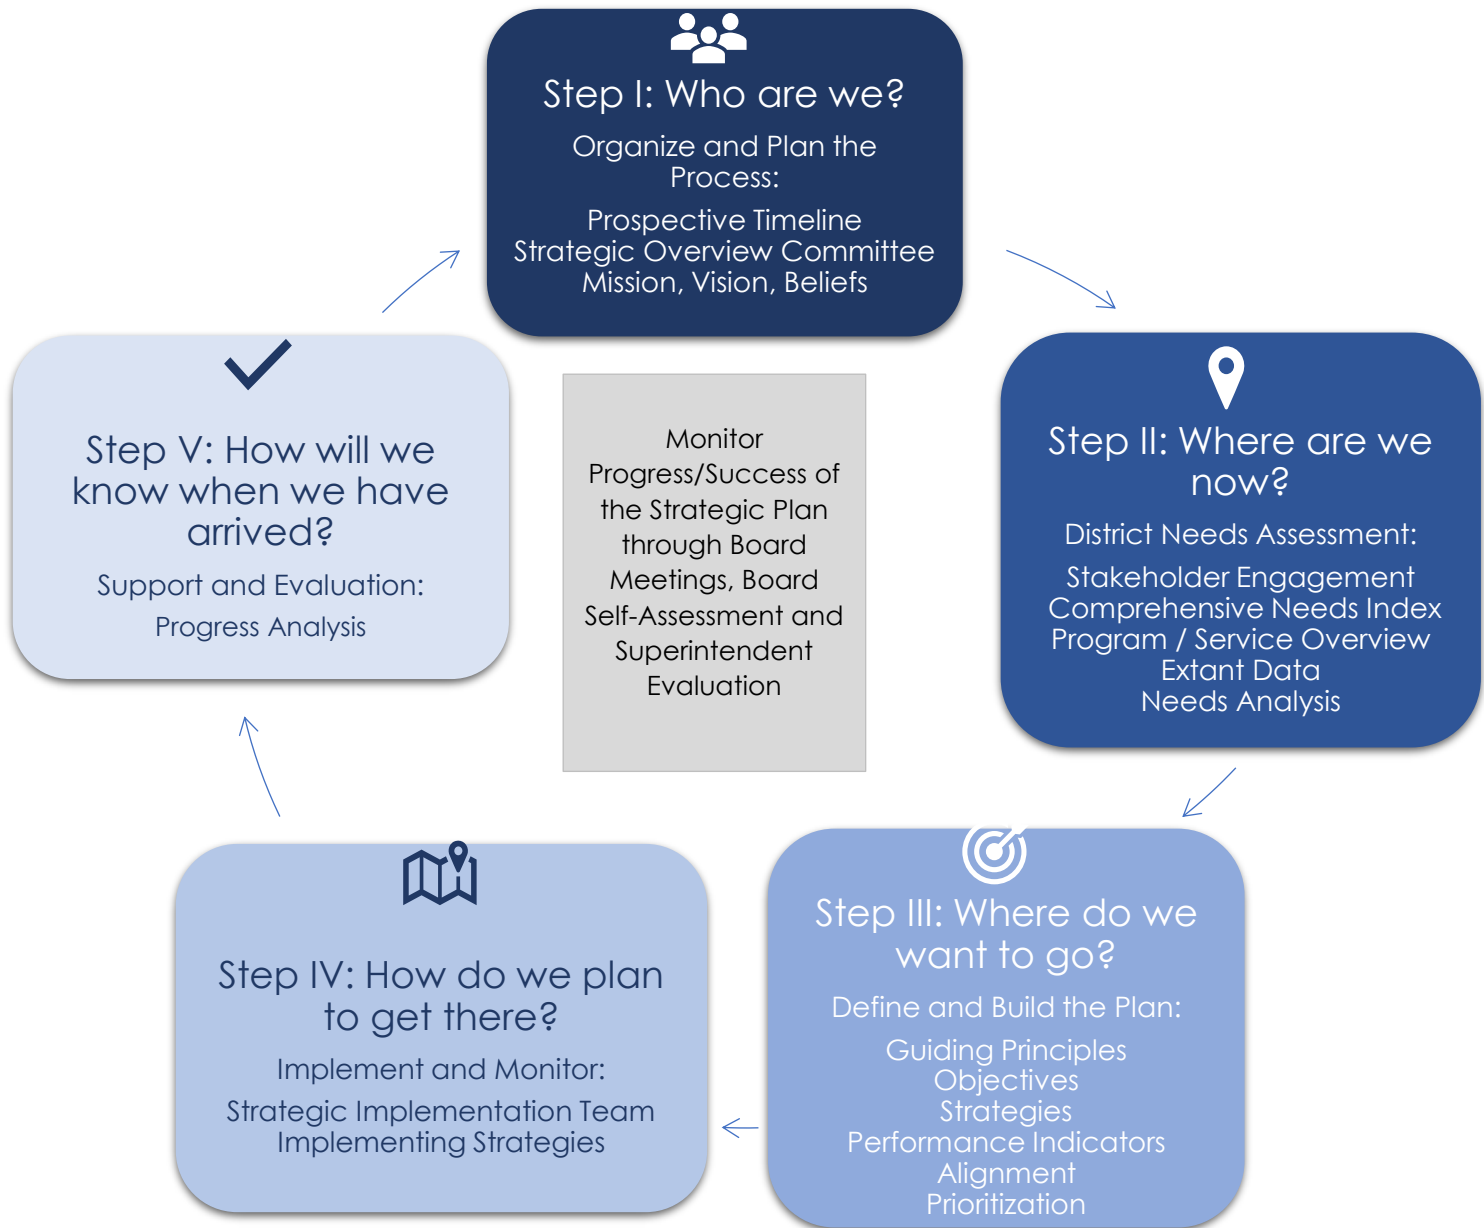 Step I: Who are we?
Organize and Plan the
Process:
Prospective Timeline
Strategic Overview Committee
Mission, Vision, Beliefs
Step II: Where are we
now?
District Needs Assessment:
Stakeholder Engagement
Comprehensive Needs Index
Program / Service Overview
Extant Data
Needs Analysis
Step III: Where do we
want to go?
Define and Build the Plan:
Guiding Principles
Objectives
Strategies
Performance Indicators
Alignment
Prioritization
Step IV: How do we plan
to get there?
Implement and Monitor:
Strategic Implementation Team
Implementing Strategies
Step V: How will we
know when we have
arrived?
Support and Evaluation:
Progress Analysis
Monitor
Progress/Success of
the Strategic Plan
through Board
Meetings, Board
Self-Assessment and
Superintendent
Evaluation